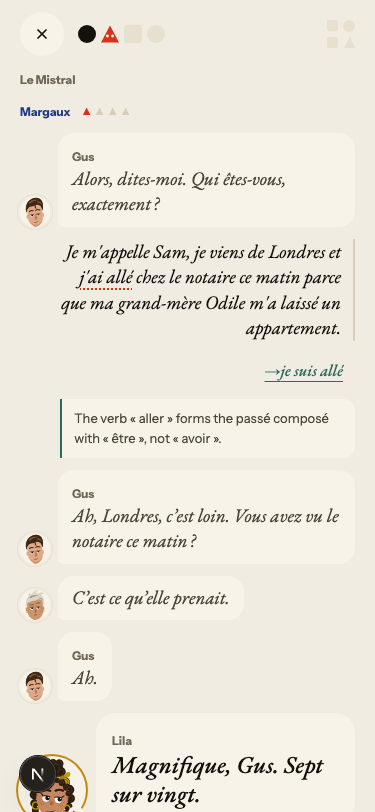 Le Mistral
Margaux
Gus
Alors, dites-moi. Qui êtes-vous,
exactement ?
Je m'appelle Sam, je viens de Londres et
j'ai allé chez le notaire ce matin parce
que ma grand-mère Odile m'a laissé un
appartement.
→je suis allé
The verb « aller » forms the passé composé
with « être », not « avoir ».
Gus
Ah, Londres, c’est loin. Vous avez vu le
notaire ce matin ?
C’est ce qu’elle prenait.
Gus
Ah.
Lila
Magnifique, Gus. Sept
sur vingt.
N